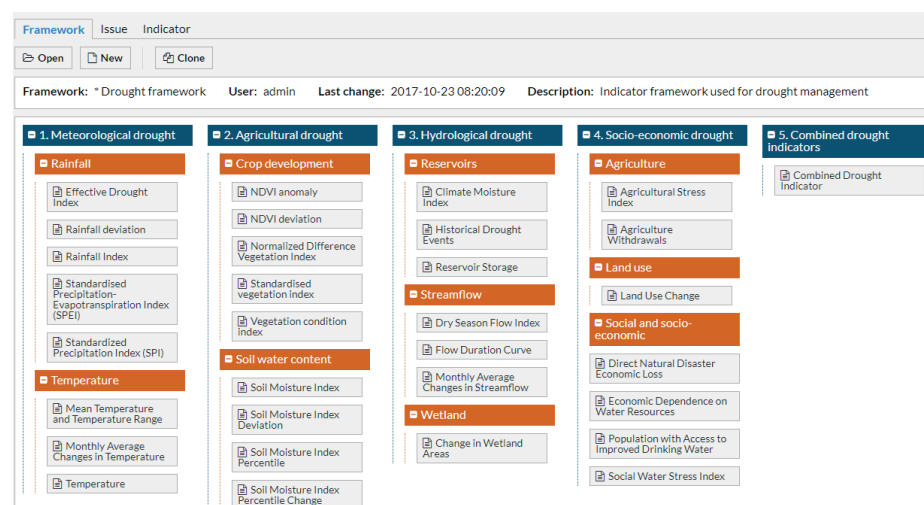 Framework Issue Indicator
Open New Clone
Framework: * Drought framework User: admin Last change: 2017-10-23 08:20:09 Description: Indicator framework used for drought management
1. Meteorological drought
Rainfall
Effective Drought
Index
Rainfall deviation
Rainfall Index
Standardised
Precipitation-
Evapotranspiration Index
(SPEI)
Standardized
Precipitation Index (SPI)
Temperature
Mean Temperature
and Temperature Range
Monthly Average
Changes in Temperature
Temperature
2. Agricultural drought
Crop development
NDVI anomaly
NDVI deviation
Normalized Difference
Vegetation Index
Standardised
vegetation index
Vegetation condition
index
Soil water content
Soil Moisture Index
Soil Moisture Index
Deviation
Soil Moisture Index
Percentile
Soil Moisture Index
Percentile Change
3. Hydrological drought
Reservoirs
Climate Moisture
Index
Historical Drought
Events
Reservoir Storage
Streamflow
Dry Season Flow Index
Flow Duration Curve
Monthly Average
Changes in Streamflow
Wetland
Change in Wetland
Areas
4. Socio-economic drought
Agriculture
Agricultural Stress
Index
Agriculture
Withdrawals
Land use
Land Use Change
Social and socio-
economic
Direct Natural Disaster
Economic Loss
Economic Dependence on
Water Resources
Population with Access to
Improved Drinking Water
Social Water Stress Index
5. Combined drought
indicators
Combined Drought
Indicator